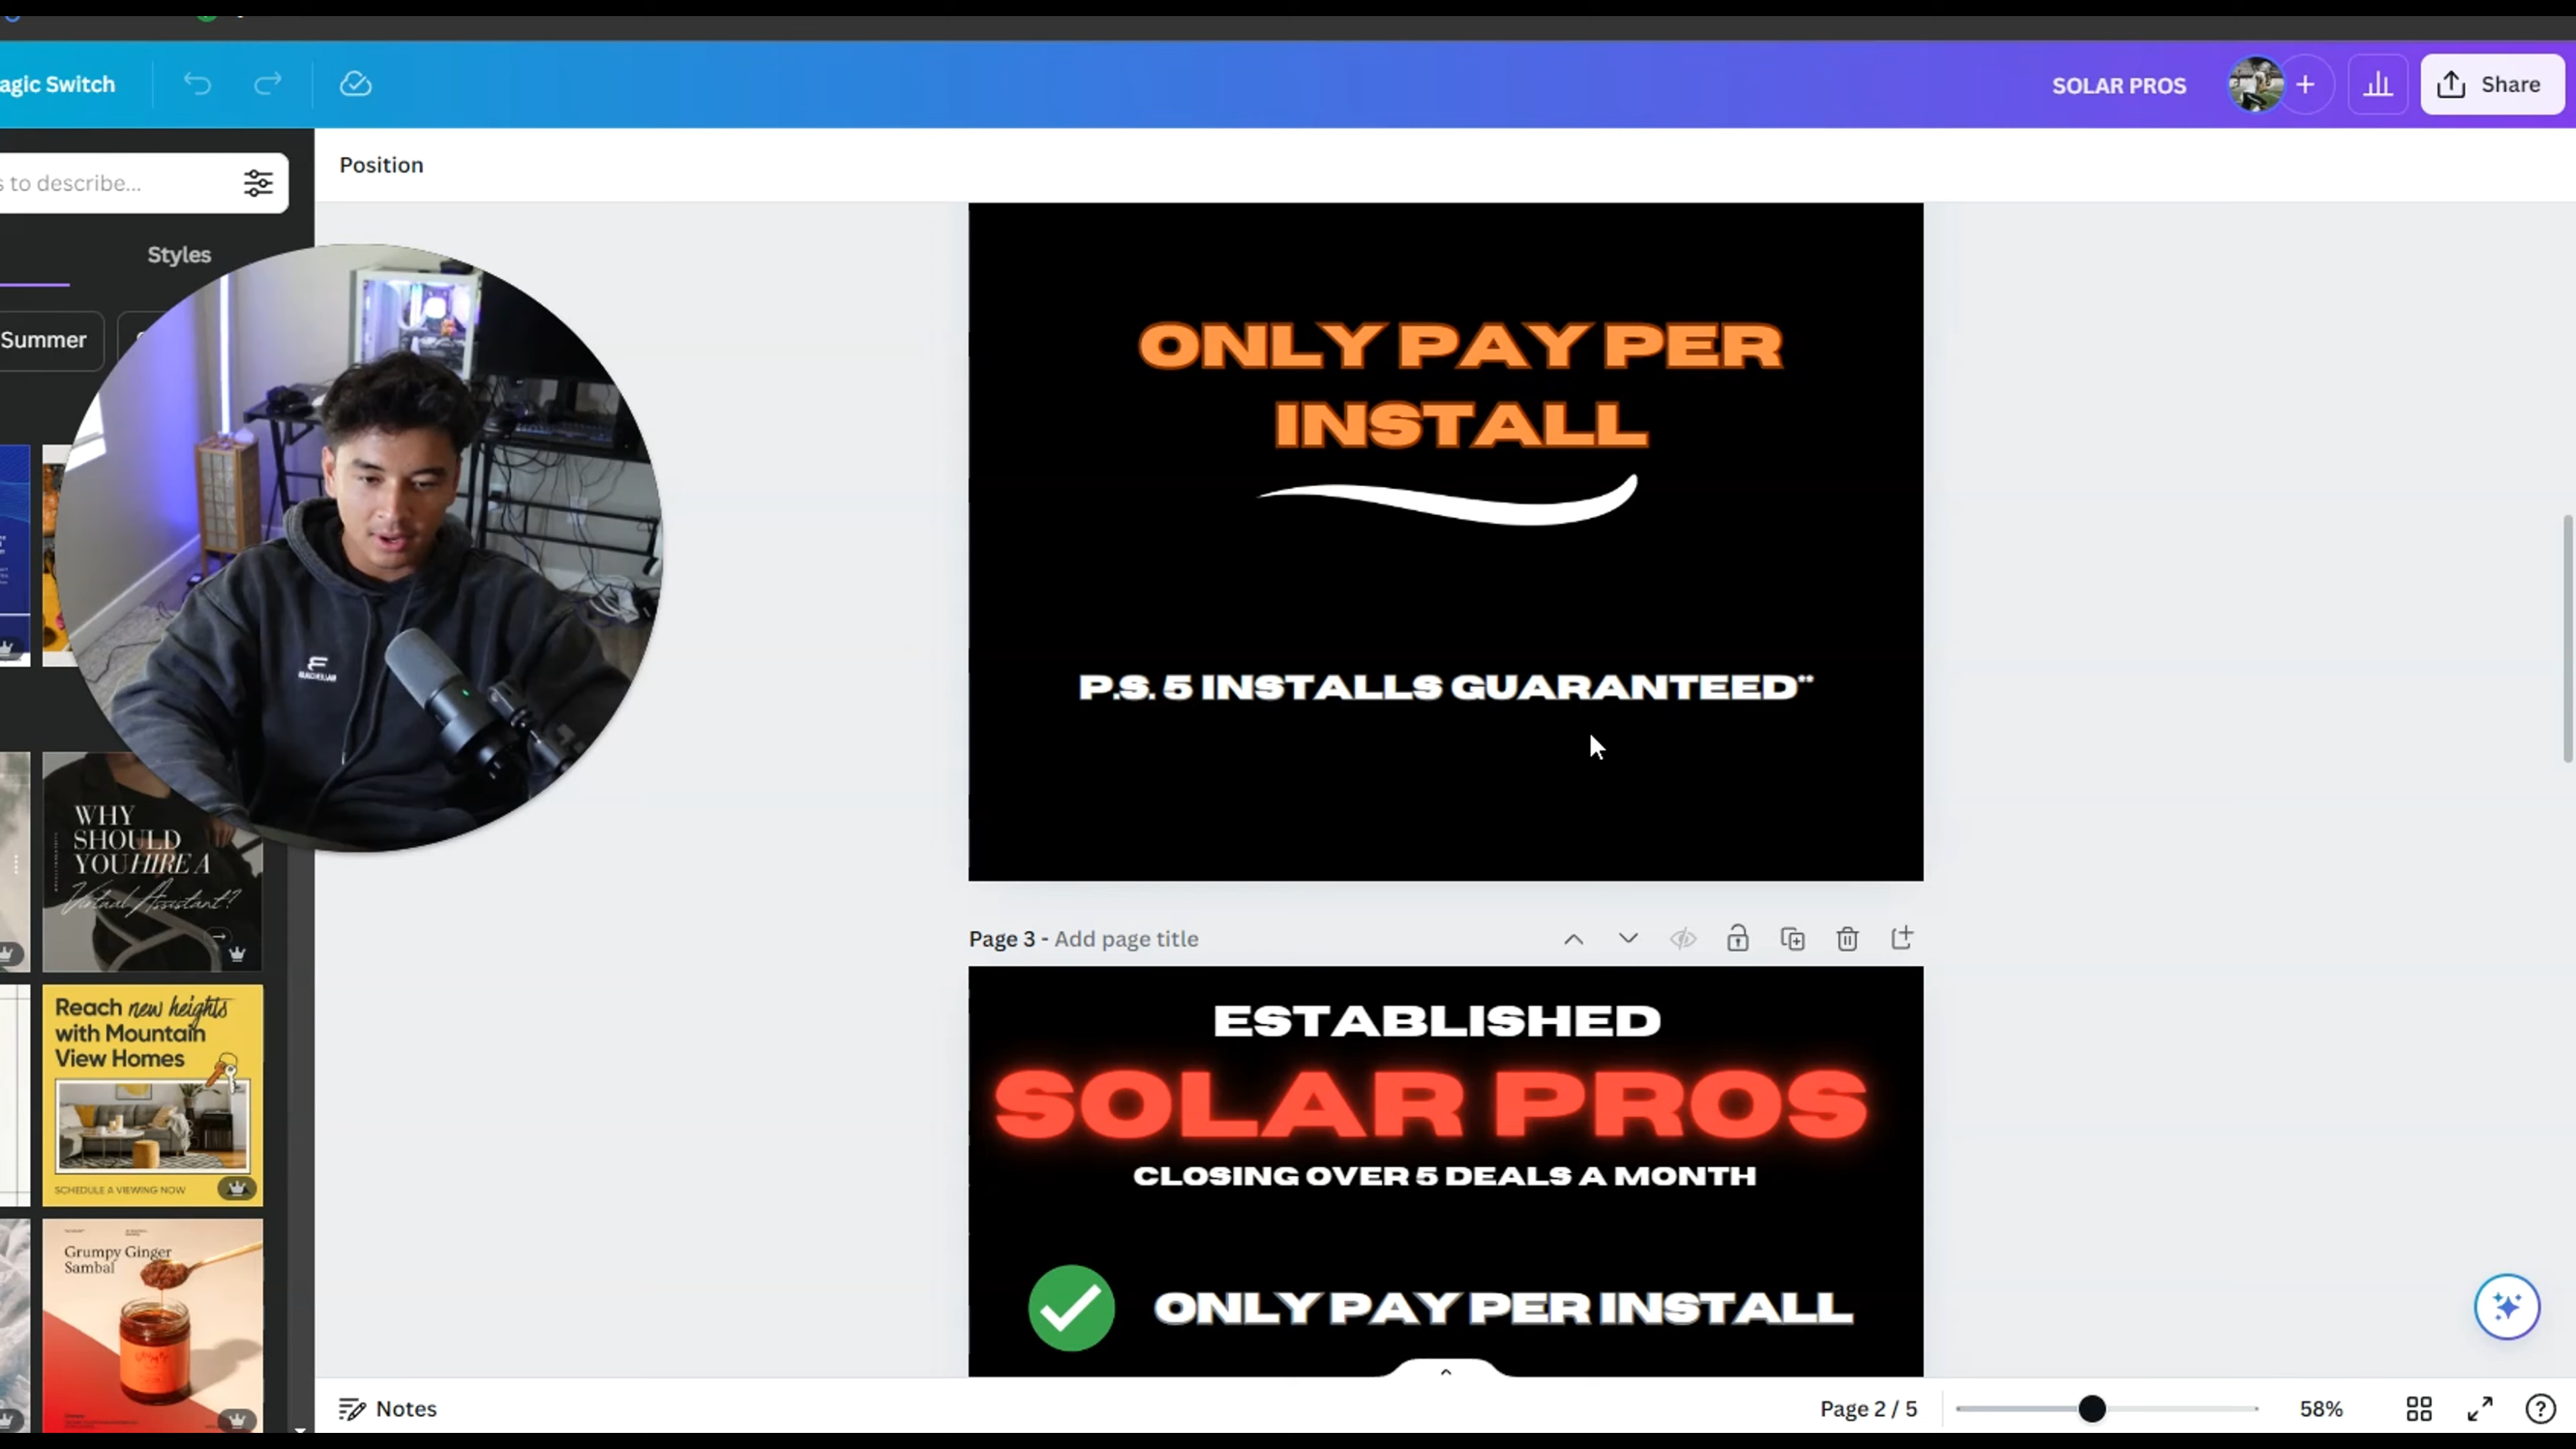 agic Switch
SOLAR PROS
Share
s to describe...
Position
Styles
Summer
ONLY PAY PER
INSTALL
P.S. 5 INSTALLS GUARANTEED**
WHY
SHOULD
YOU HIRE A
Virtual Assistant?
Page 3 - Add page title
Reach new heights
with Mountain
View Homes
SCHEDULE A VIEWING NOW
ESTABLISHED
SOLAR PROS
CLOSING OVER 5 DEALS A MONTH
ONLY PAY PER INSTALL
Grumpy Ginger
Sambal
Notes
Page 2 / 5
58%